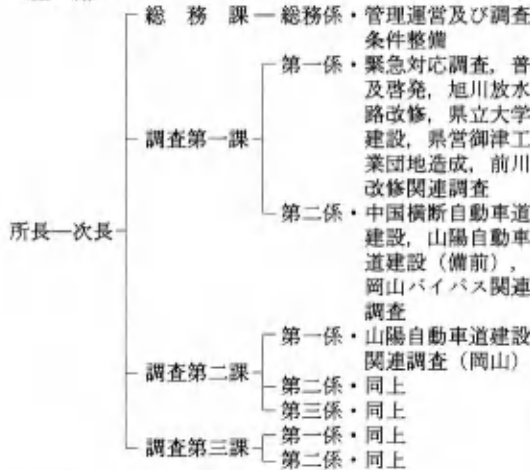 総務課―総務係・管理運営及び調査
条件整備
第一係・緊急対応調査，普
及啓発，旭川放水
路改修，県立大学
調査第一課
建設，県営御津工
業団地造成，前川
改修関連調査
第二係・中国横断自動車道
所長―次長
建設，山陽自動車
道建設（備前），
岡山バイパス関連
調査
第一係・山陽自動車道建設
関連調査（岡山）
調査第二課
第二係・同上
第三係・同上
調査第三課
第一係・同上
第二係・同上